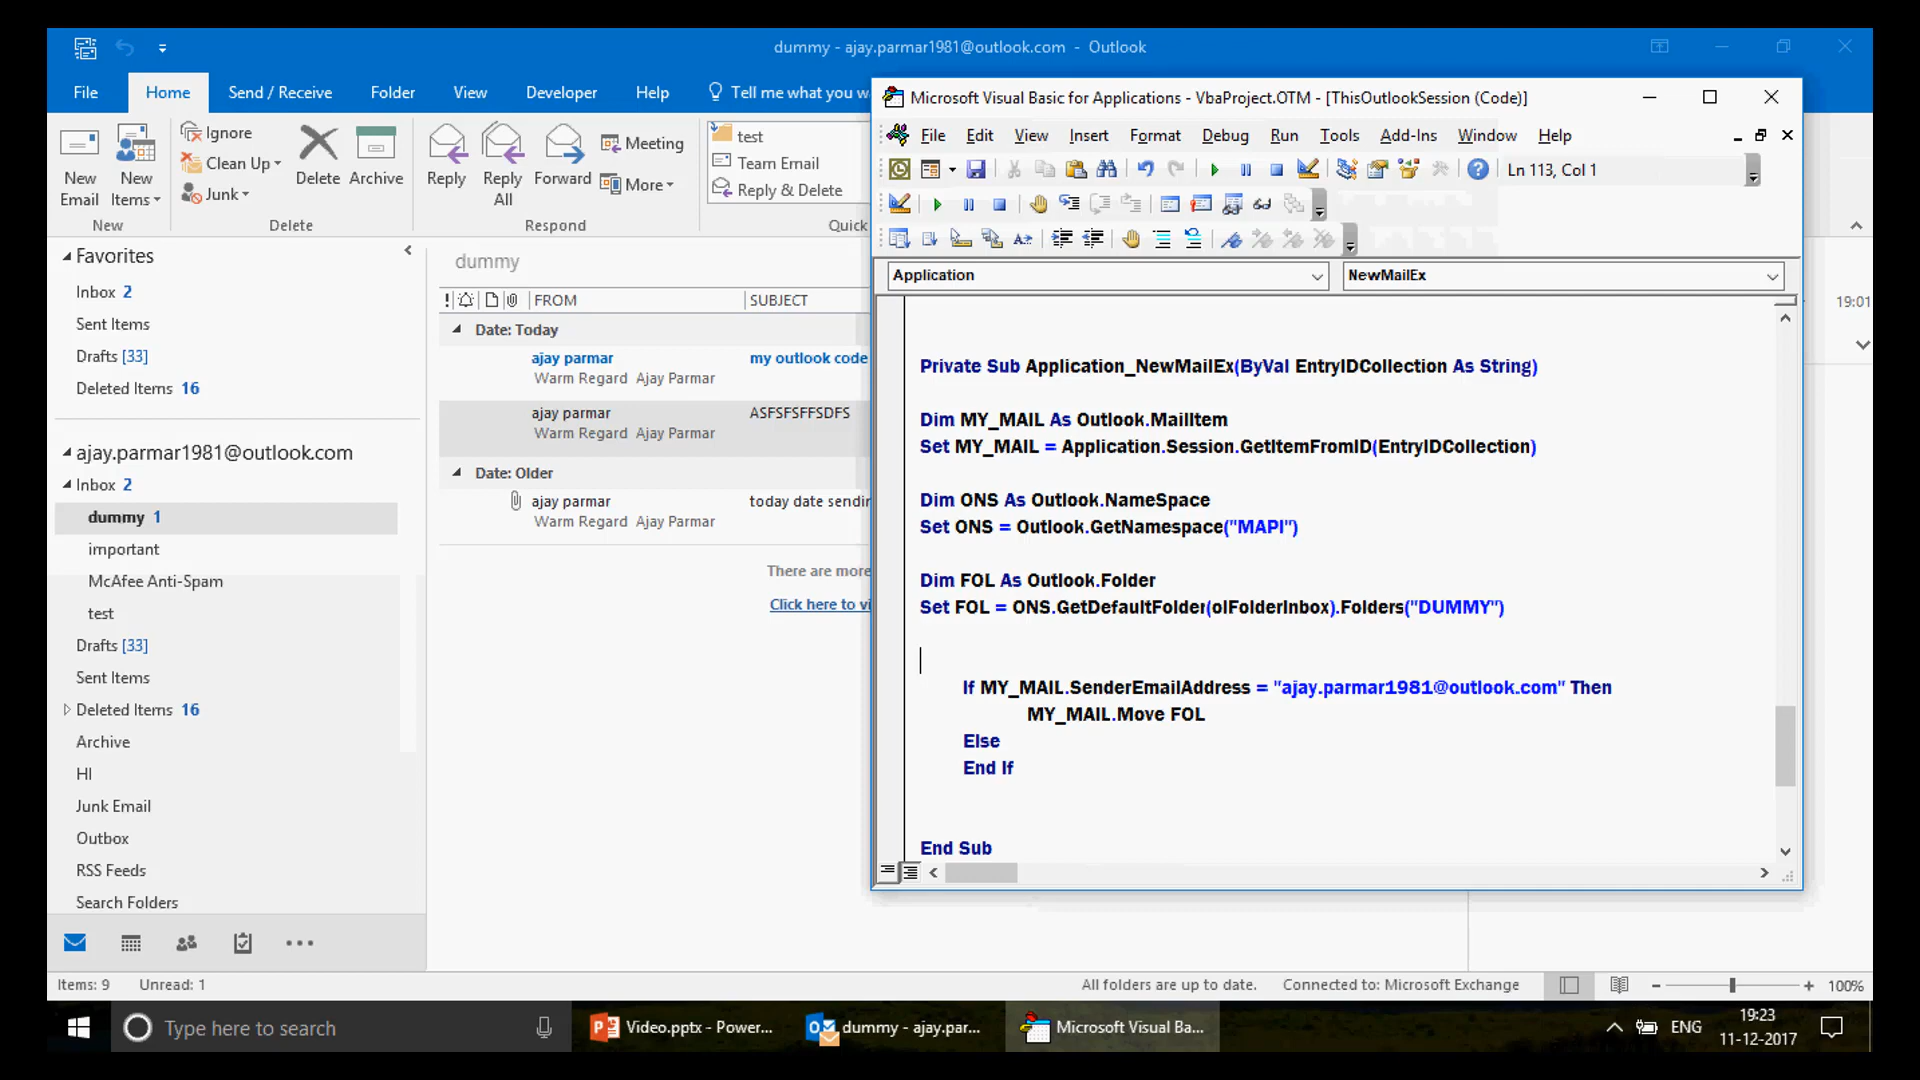 dummy - ajay.parmar1981@outlook.com - Outlook
File Home Send / Receive Folder View Developer Help Tell me what you w
New Email
New Items
New
Ignore
Clean Up
Junk
Delete
Archive
Delete
Reply
Reply All
Forward
Meeting
More
Respond
test
Team Email
Reply & Delete
Quick
Favorites
Inbox 2
Sent Items
Drafts [33]
Deleted Items 16
ajay.parmar1981@outlook.com
Inbox 2
dummy 1
important
McAfee Anti-Spam
test
Drafts [33]
Sent Items
Deleted Items 16
Archive
HI
Junk Email
Outbox
RSS Feeds
Search Folders
dummy
! FROM SUBJECT
Date: Today
ajay parmar my outlook code
Warm Regard Ajay Parmar
ajay parmar ASFSFSFFSDFS
Warm Regard Ajay Parmar
Date: Older
ajay parmar today date sendin
Warm Regard Ajay Parmar
There are more
Click here to vi
19:01
Microsoft Visual Basic for Applications - VbaProject.OTM - [ThisOutlookSession (Code)]
File Edit View Insert Format Debug Run Tools Add-Ins Window Help
Ln 113, Col 1
Application NewMailEx
Private Sub Application_NewMailEx(ByVal EntryIDCollection As String)
Dim MY_MAIL As Outlook.MailItem
Set MY_MAIL = Application.Session.GetItemFromID(EntryIDCollection)
Dim ONS As Outlook.NameSpace
Set ONS = Outlook.GetNamespace("MAPI")
Dim FOL As Outlook.Folder
Set FOL = ONS.GetDefaultFolder(olFolderInbox).Folders("DUMMY")
If MY_MAIL.SenderEmailAddress = "ajay.parmar1981@outlook.com" Then
MY_MAIL.Move FOL
Else
End If
End Sub
Items: 9 Unread: 1 All folders are up to date. Connected to: Microsoft Exchange 100%
Type here to search Video.pptx - Power... dummy - ajay.par... Microsoft Visual Ba... ENG 19:23
11-12-2017